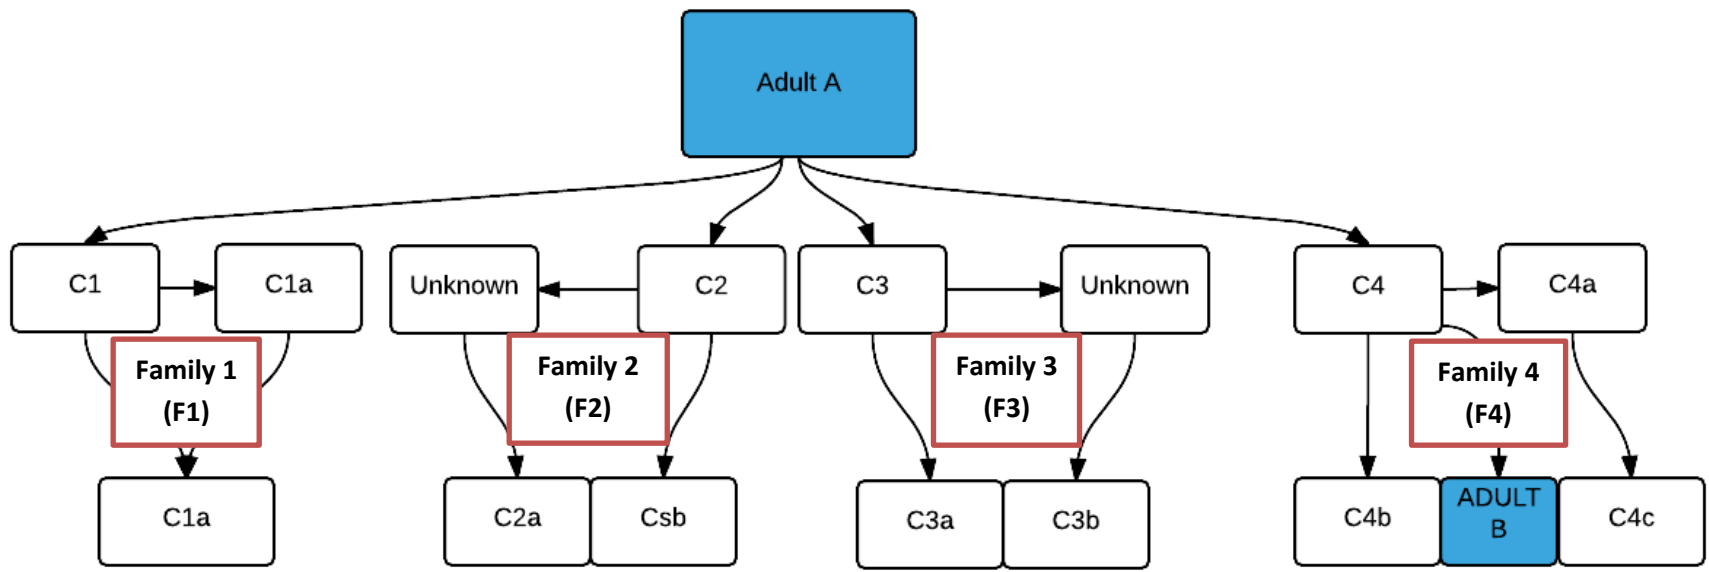 Adult A
C1
C1a
Unknown
C2
C3
Unknown
C4
C4a
Family 1
(F1)
Family 2
(F2)
Family 3
(F3)
Family 4
(F4)
C1a
C2a
Csb
C3a
C3b
C4b
ADULT
B
C4c